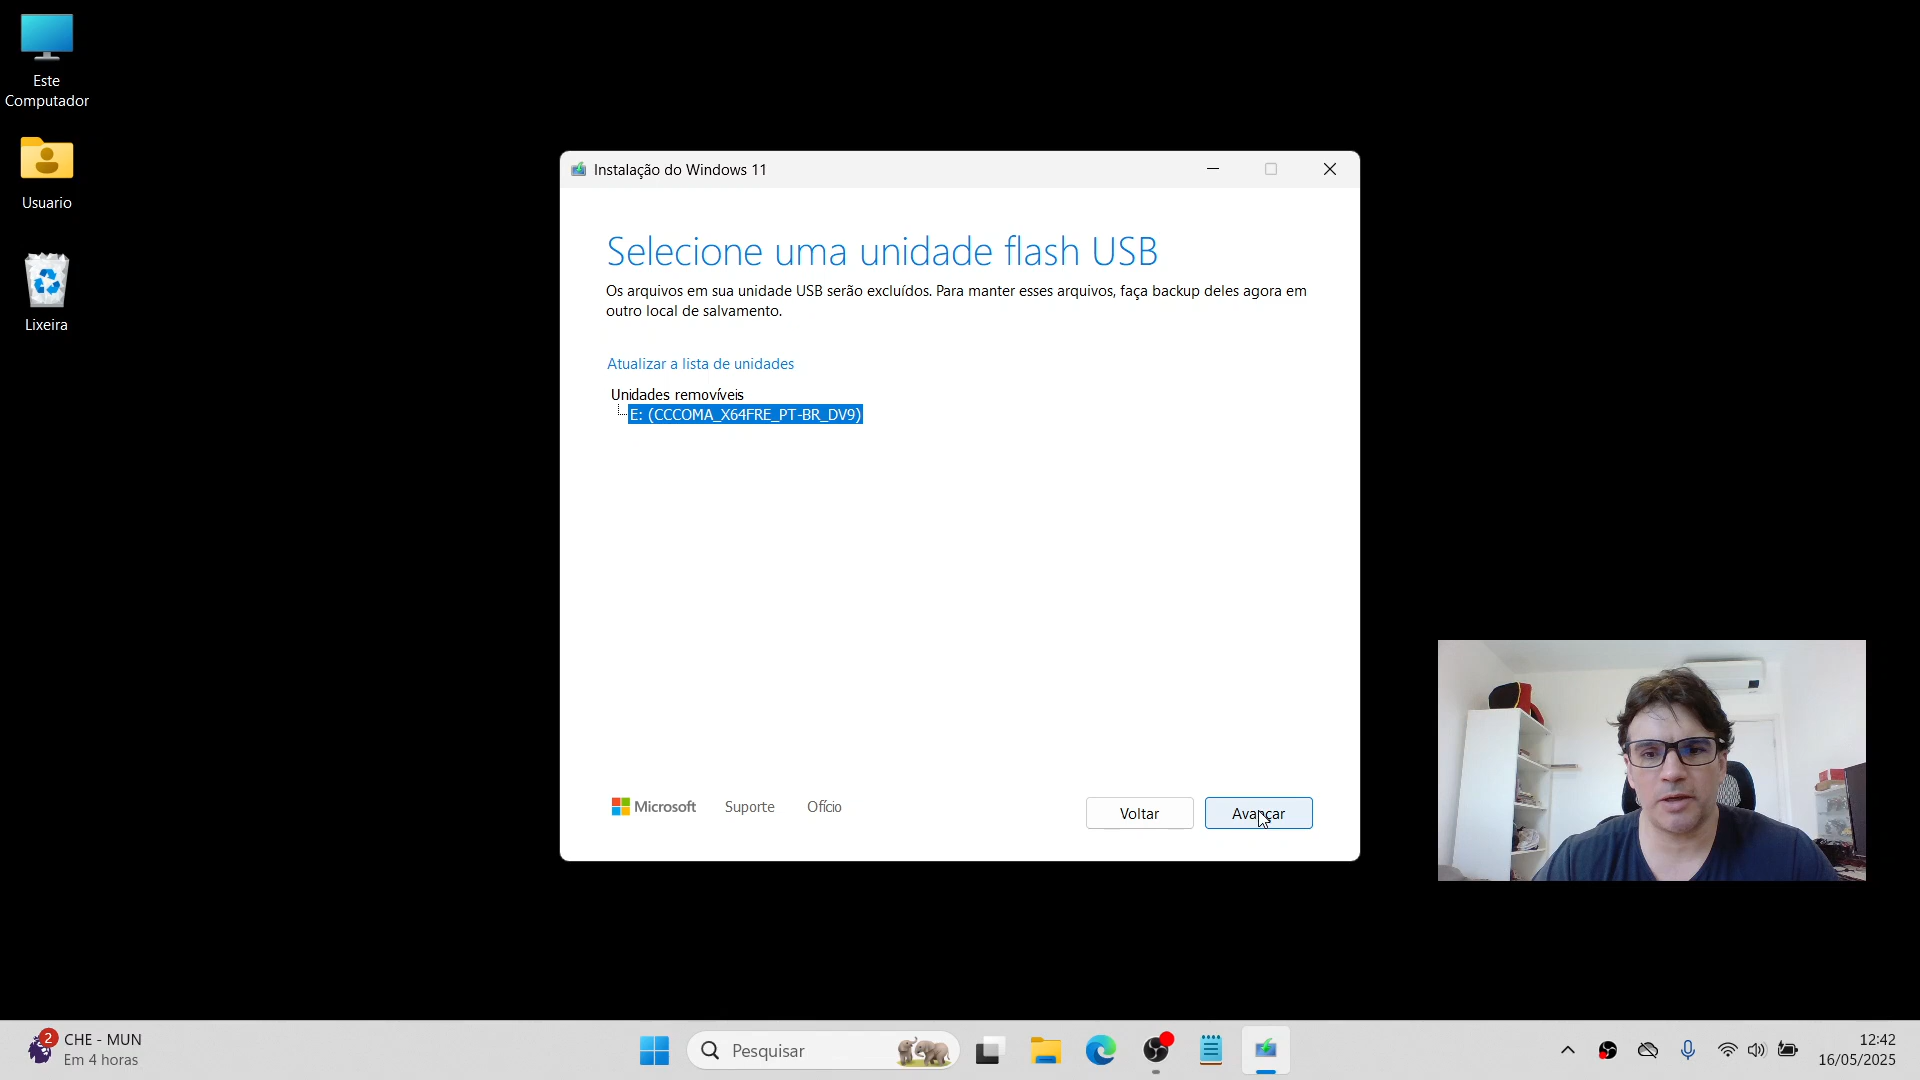 Este
Computador
Usuario
Lixeira
Instalação do Windows 11
Selecione uma unidade flash USB
Os arquivos em sua unidade USB serão excluídos. Para manter esses arquivos, faça backup deles agora em
outro local de salvamento.
Atualizar a lista de unidades
Unidades removíveis
E: (CCCOMA_X64FRE_PT-BR_DV9)
Microsoft
Suporte
Ofício
Voltar
Avançar
2
CHE - MUN
Em 4 horas
Pesquisar
12:42
16/05/2025